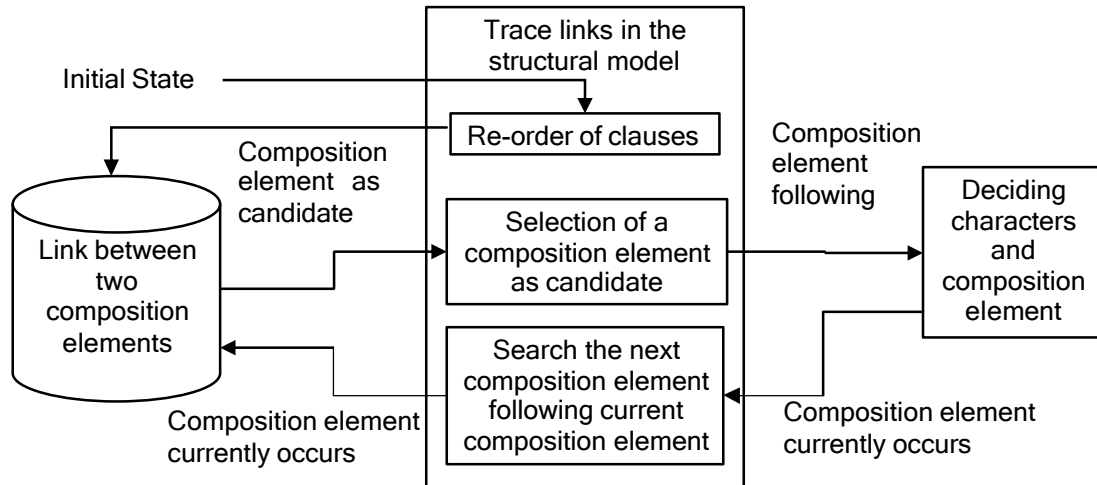 Trace links in the
structural model
Initial State
Re-order of clauses
Composition
element as
candidate
Composition
element
following
Link between
two
composition
elements
Selection of a
composition element
as candidate
Deciding
characters
and
composition
element
Search the next
composition element
following current
composition element
Composition element
currently occurs
Composition element
currently occurs